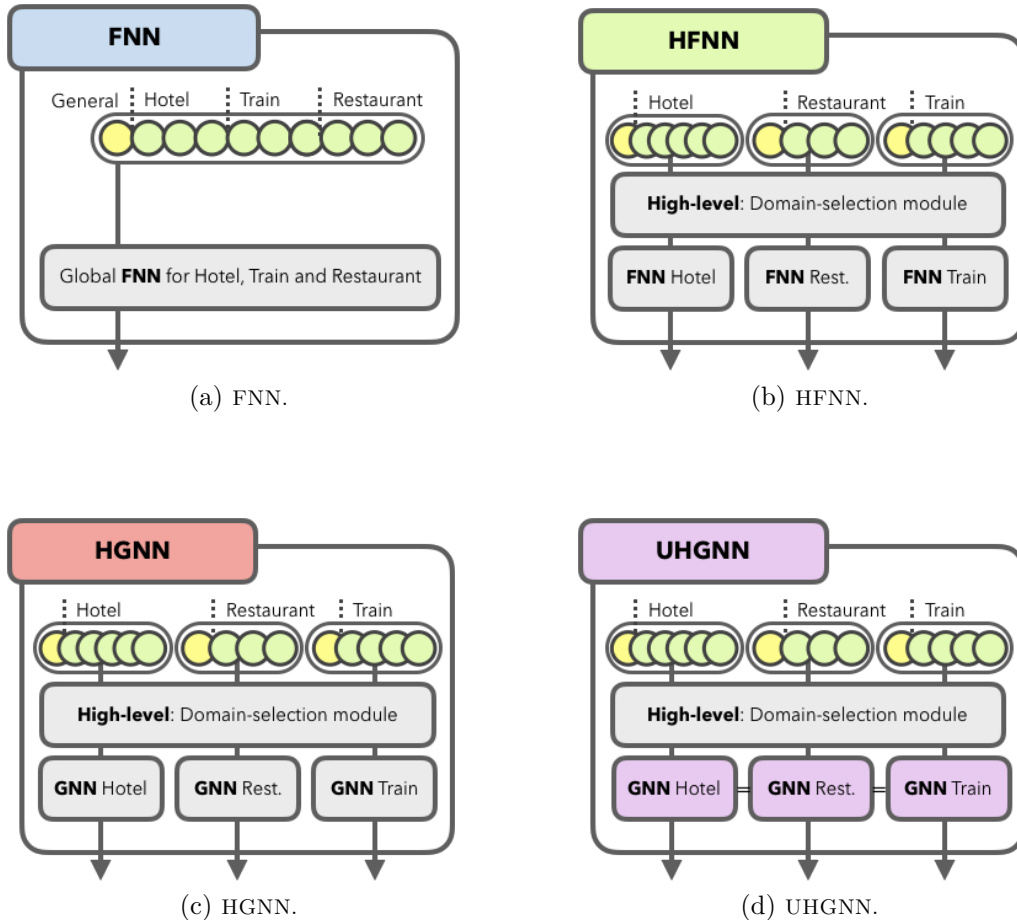 FNN
General Hotel Train Restaurant
Global FNN for Hotel, Train and Restaurant
(a) FNN.
HFNN
Hotel Restaurant Train
High-level: Domain-selection module
FNN Hotel FNN Rest. FNN Train
(b) HFNN.
HGNN
Hotel Restaurant Train
High-level: Domain-selection module
GNN Hotel GNN Rest. GNN Train
(c) HGNN.
UHGNN
Hotel Restaurant Train
High-level: Domain-selection module
GNN Hotel GNN Rest. GNN Train
(d) UHGNN.